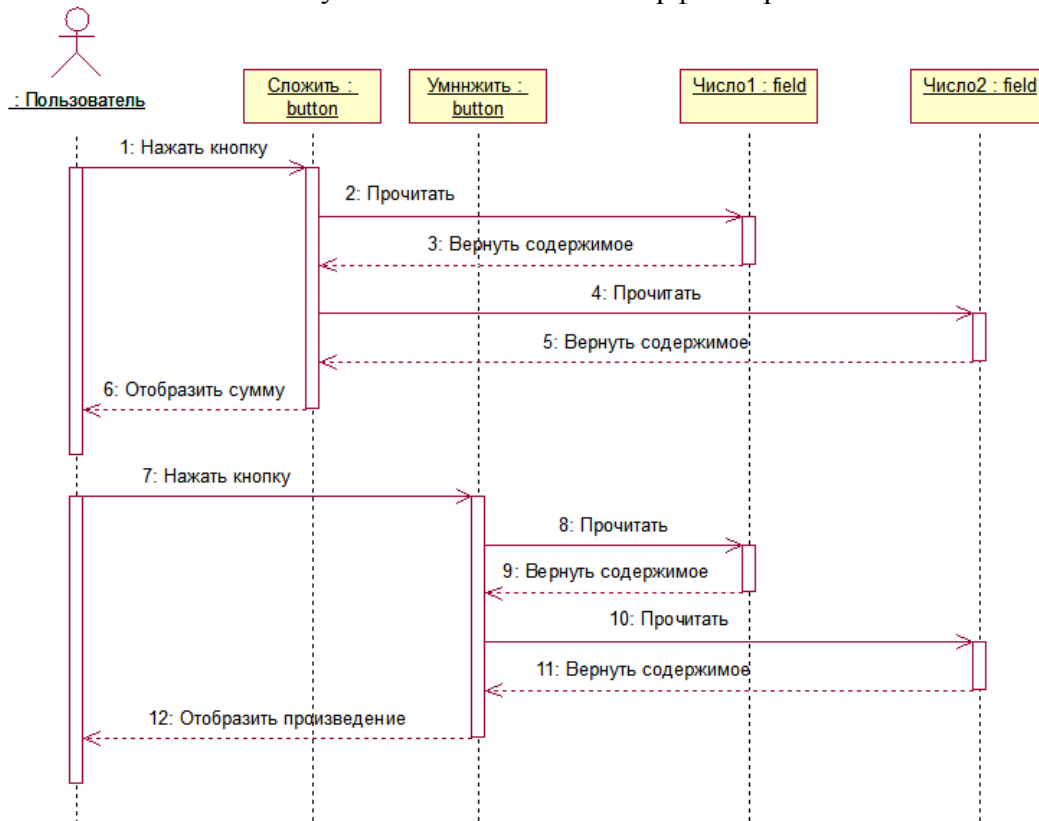 : Пользователь
Сложить :
button
Умннжить :
button
Число1 : field
Число2 : field
1: Нажать кнопку
2: Прочитать
3: Вернуть содержимое
4: Прочитать
5: Вернуть содержимое
6: Отобразить сумму
7: Нажать кнопку
8: Прочитать
9: Вернуть содержимое
10: Прочитать
11: Вернуть содержимое
12: Отобразить произведение